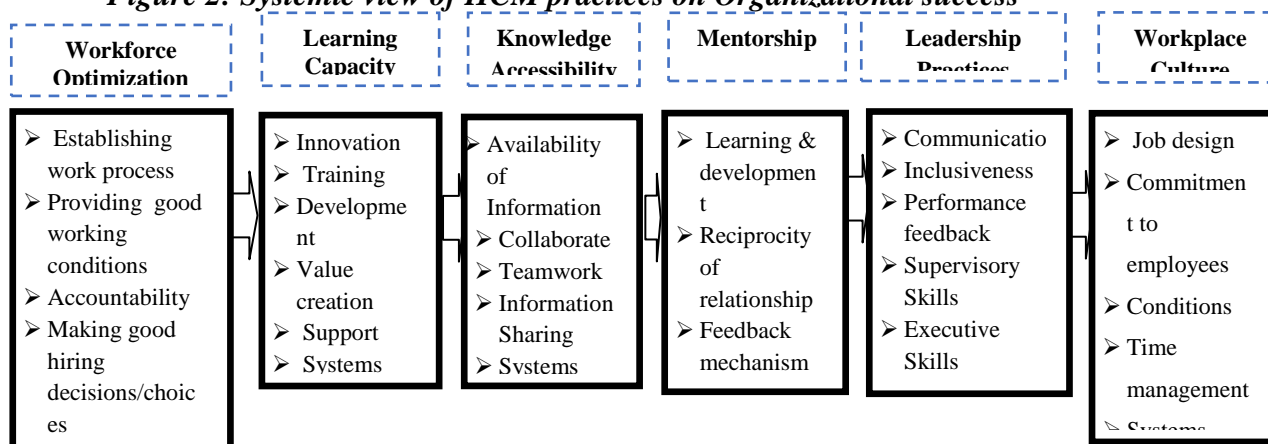 Figure 2: Systemic view of HCM practices on Organizational success
Workforce
Optimization
Learning
Capacity
Knowledge
Accessibility
Mentorship
Leadership
Practices
Workplace
Culture
➢ Establishing
work process
➢ Providing good
working
conditions
➢ Accountability
➢ Making good
hiring
decisions/choic
es
➢ Innovation
➢ Training
➢ Developme
nt
➢ Value
creation
➢ Support
➢ Systems
➢ Availability
of
Information
➢ Collaborate
➢ Teamwork
➢ Information
Sharing
➢ Systems
➢ Learning &
developmen
t
➢ Reciprocity
of
relationship
➢ Feedback
mechanism
➢ Communicatio
➢ Inclusiveness
➢ Performance
feedback
➢ Supervisory
Skills
➢ Executive
Skills
➢ Job design
➢ Commitmen
t to
employees
➢ Conditions
➢ Time
management
➢ Systems